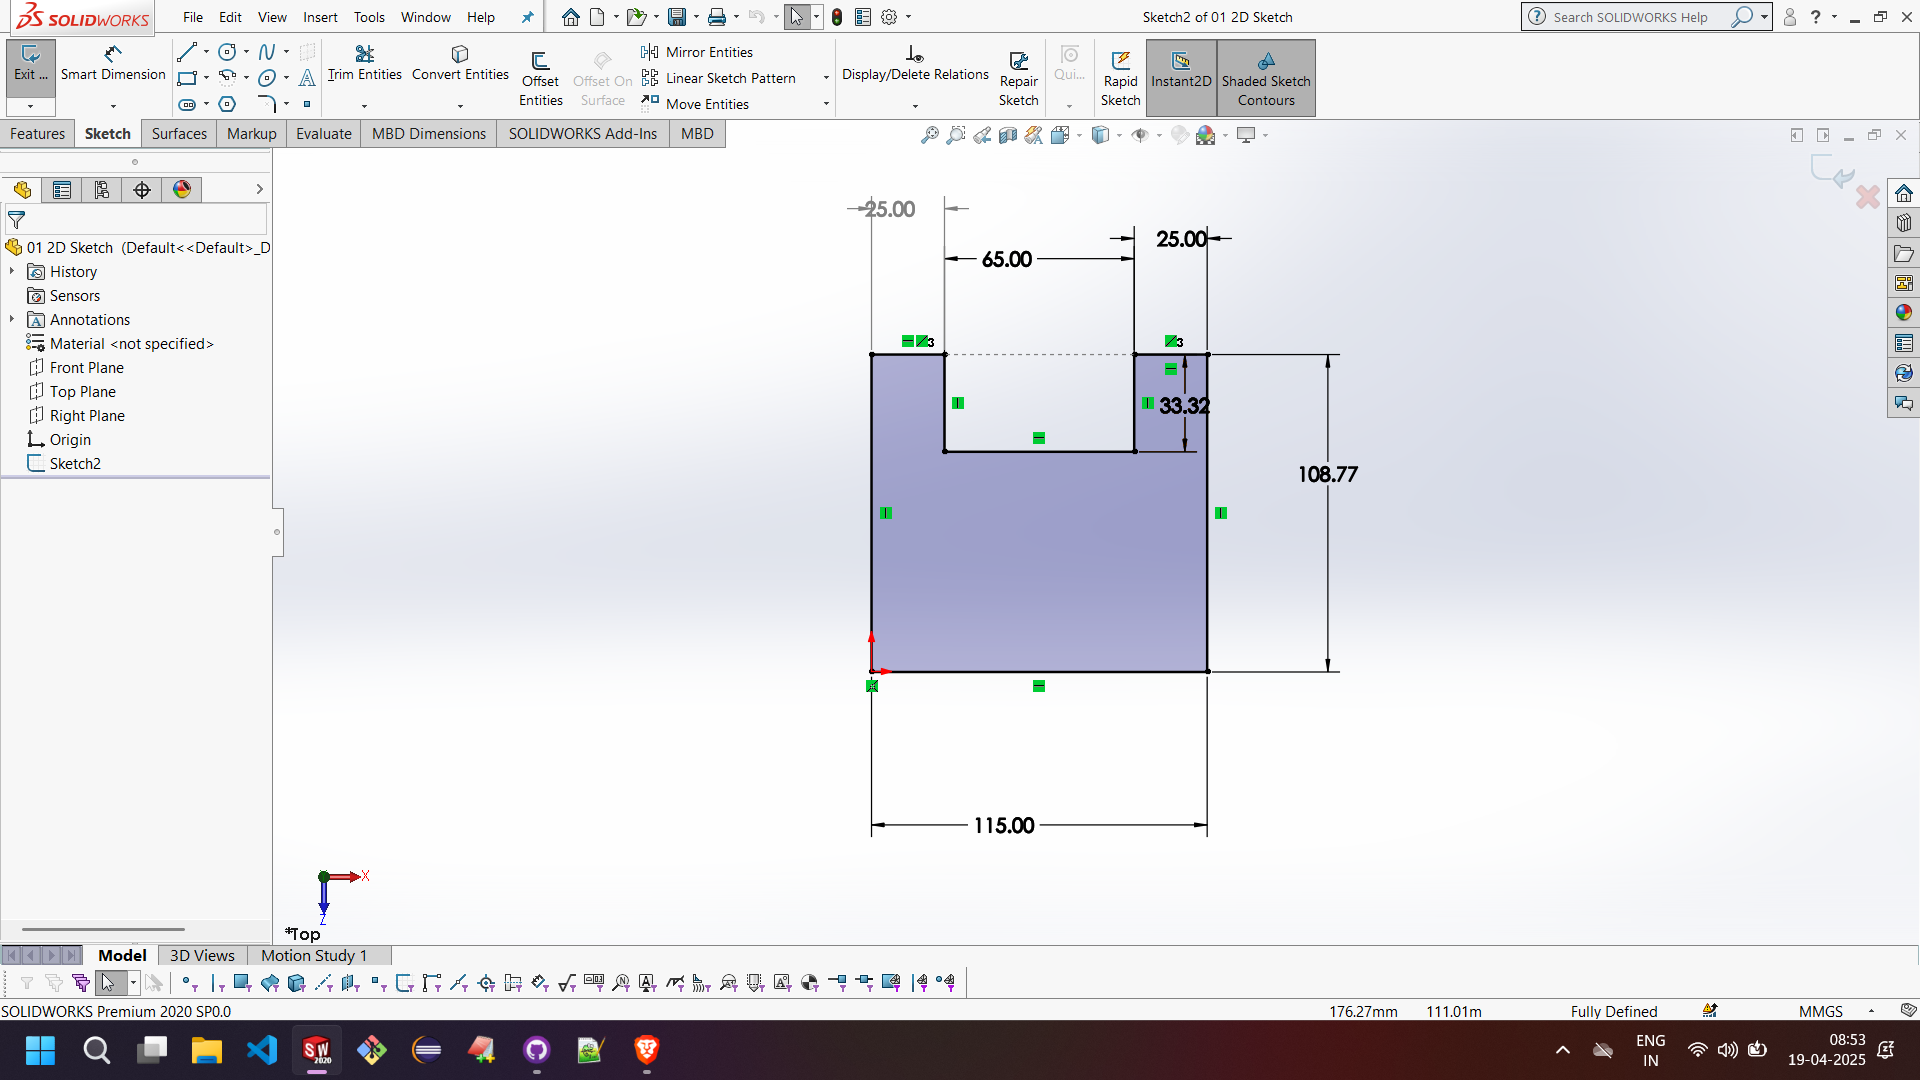 SOLIDWORKS
File Edit View Insert Tools Window Help
Sketch2 of 01 2D Sketch
Search SOLIDWORKS Help
Exit ...
Smart Dimension
Trim Entities
Convert Entities
Offset Entities
Offset On Surface
Mirror Entities
Linear Sketch Pattern
Move Entities
Display/Delete Relations
Repair Sketch
Qui...
Rapid Sketch
Instant2D
Shaded Sketch Contours
Features Sketch Surfaces Markup Evaluate MBD Dimensions SOLIDWORKS Add-Ins MBD
01 2D Sketch (Default<<Default>_D
History
Sensors
Annotations
Material <not specified>
Front Plane
Top Plane
Right Plane
Origin
Sketch2
25.00
25.00
65.00
3
3
33.32
108.77
115.00
X
Z
*Top
Model 3D Views Motion Study 1
SOLIDWORKS Premium 2020 SP0.0
176.27mm 111.01m Fully Defined MMGS
SW 2020
ENG IN
08:53
19-04-2025